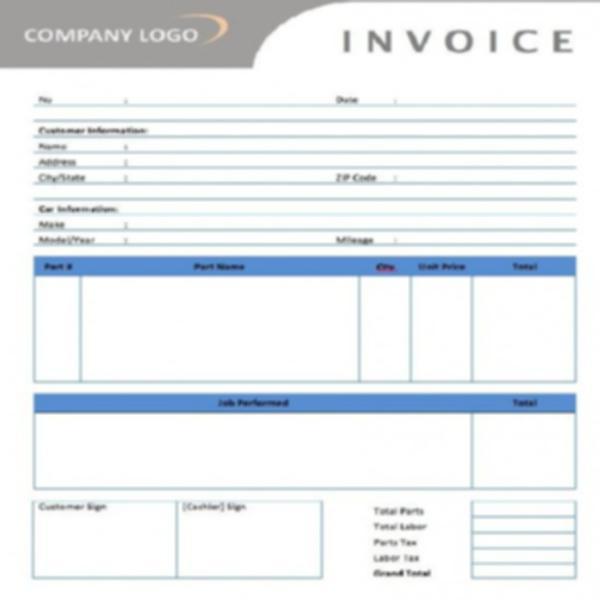 COMPANY LOGO
INVOICE
No : Date :
Customer Information:
Name :
Address :
City/State : ZIP Code :
Car Information:
Make :
Model/Year : Mileage :
Part # Part Name Qty Unit Price Total
Job Performed Total
Customer Sign [Cashier] Sign
Total Parts
Total Labor
Parts Tax
Labor Tax
Grand Total